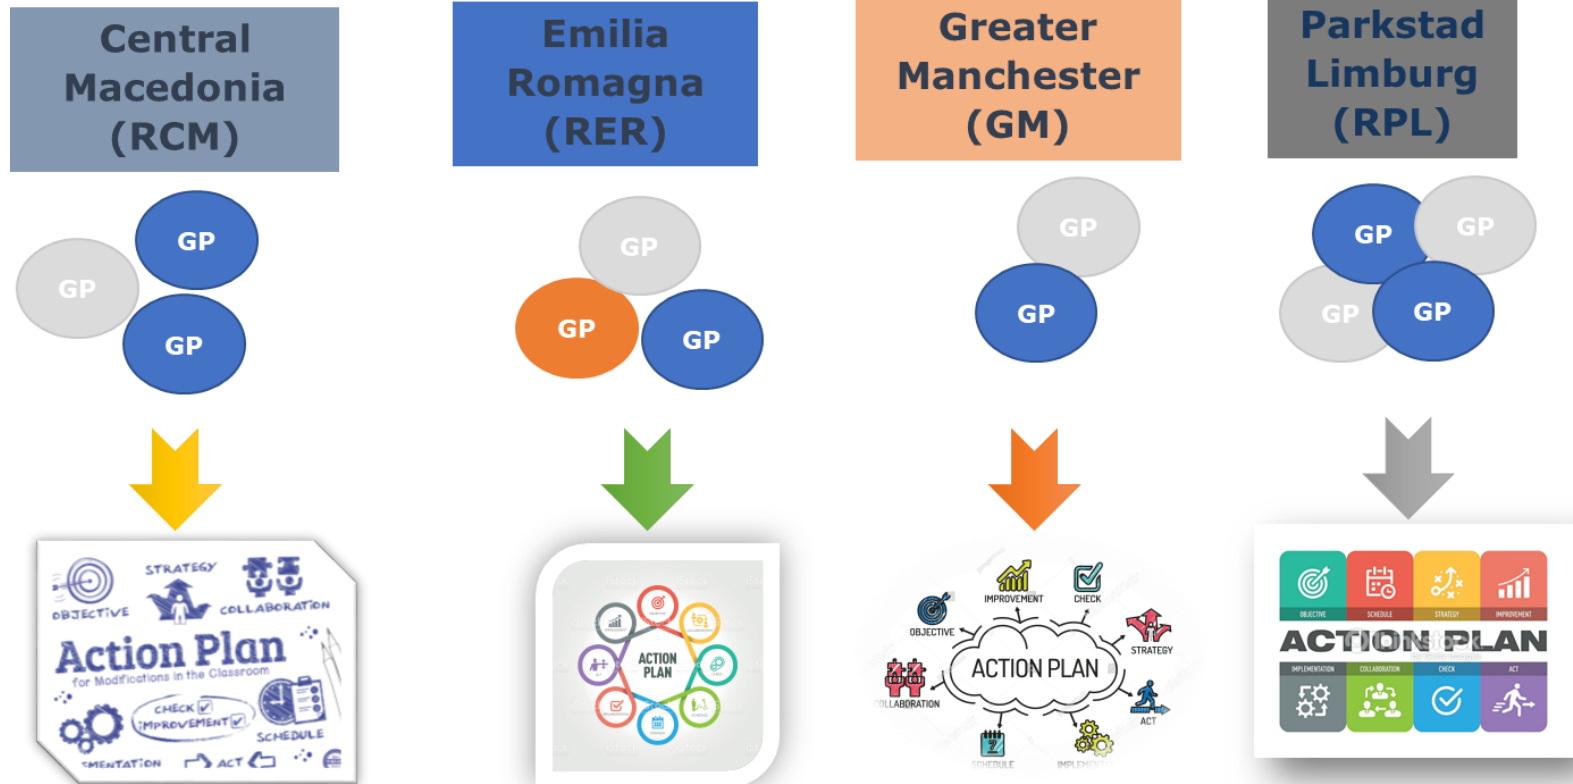 Central
Macedonia
(RCM)
Emilia
Romagna
(RER)
Greater
Manchester
(GM)
Parkstad
Limburg
(RPL)
GP
GP
GP
GP
GP
GP
GP
GP
GP
GP
GP
GP
OBJECTIVE
STRATEGY
COLLABORATION
Action Plan
for Modifications in the Classroom
CHECK
IMPROVEMENT
SCHEDULE
ACT
ACTION
PLAN
IMPROVEMENT
CHECK
OBJECTIVE
STRATEGY
ACTION PLAN
COLLABORATION
ACT
SCHEDULE
OBJECTIVE
SCHEDULE
STRATEGY
IMPROVEMENT
ACTION PLAN
IMPLEMENTATION
COLLABORATION
CHECK
ACT